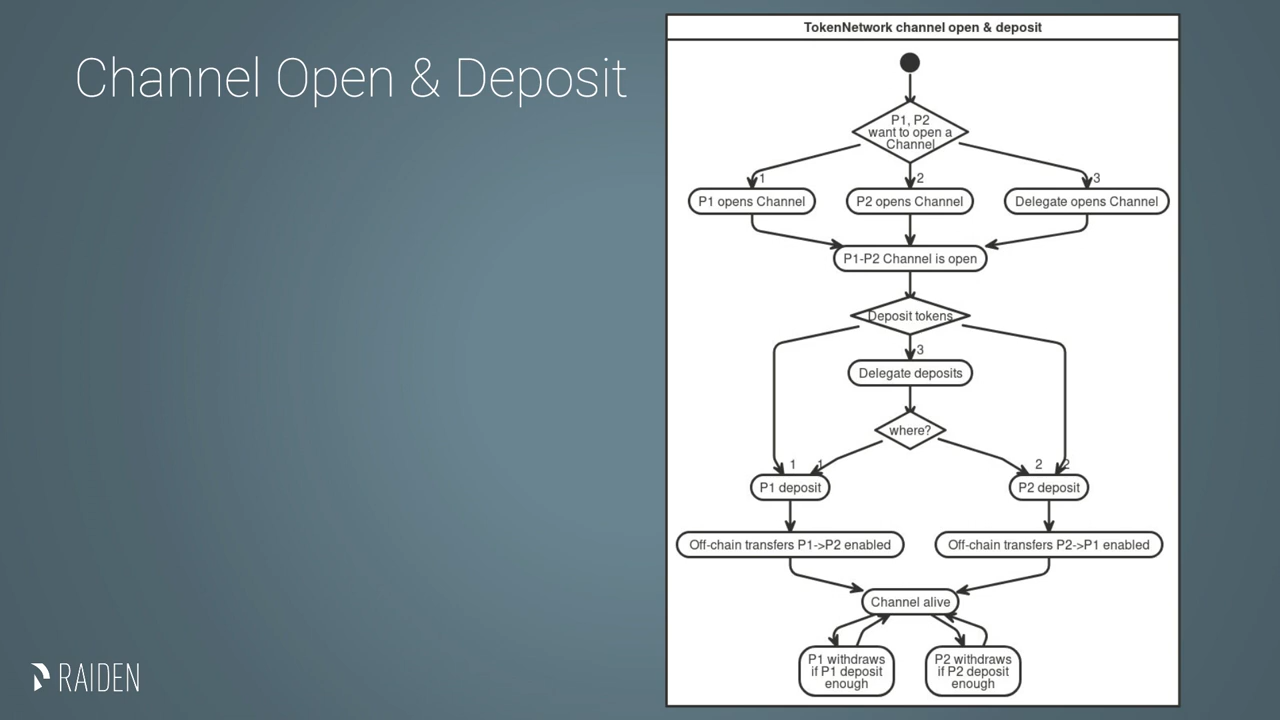 Channel Open & Deposit
TokenNetwork channel open & deposit
P1, P2
want to open a
Channel
1
2
3
P1 opens Channel
P2 opens Channel
Delegate opens Channel
P1-P2 Channel is open
Deposit tokens
3
Delegate deposits
where?
1
1
2
2
P1 deposit
P2 deposit
Off-chain transfers P1->P2 enabled
Off-chain transfers P2->P1 enabled
Channel alive
P1 withdraws
if P1 deposit
enough
P2 withdraws
if P2 deposit
enough
RAIDEN